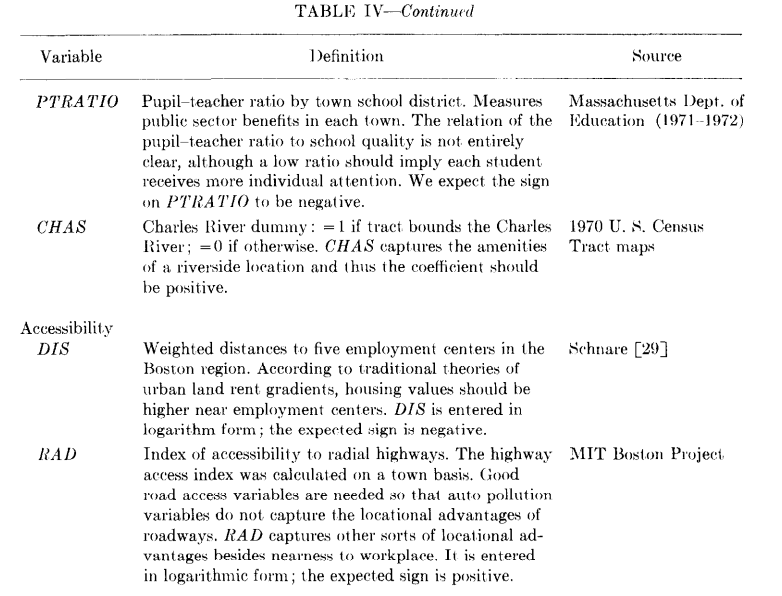 TABLE IV—Continued
Variable Definition Source
PTRATIO Pupil-teacher ratio by town school district. Measures Massachusetts Dept. of
public sector benefits in each town. The relation of the Education (1971–1972)
pupil-teacher ratio to school quality is not entirely
clear, although a low ratio should imply each student
receives more individual attention. We expect the sign
on PTRATIO to be negative.
CHAS Charles River dummy: =1 if tract bounds the Charles 1970 U. S. Census
River; =0 if otherwise. CHAS captures the amenities Tract maps
of a riverside location and thus the coefficient should
be positive.
Accessibility
DIS Weighted distances to five employment centers in the Schnare [29]
Boston region. According to traditional theories of
urban land rent gradients, housing values should be
higher near employment centers. DIS is entered in
logarithm form; the expected sign is negative.
RAD Index of accessibility to radial highways. The highway MIT Boston Project
access index was calculated on a town basis. Good
road access variables are needed so that auto pollution
variables do not capture the locational advantages of
roadways. RAD captures other sorts of locational ad-
vantages besides nearness to workplace. It is entered
in logarithmic form; the expected sign is positive.